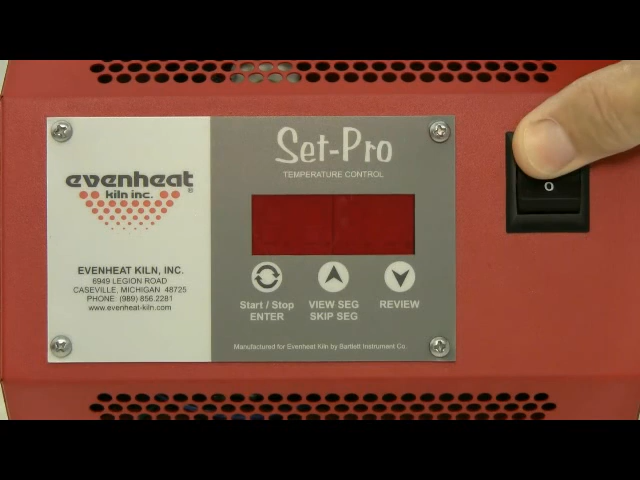 evenheat
kiln inc.
EVENHEAT KILN, INC.
6949 LEGION ROAD
CASEVILLE, MICHIGAN 48725
PHONE: (989) 856.2281
www.evenheat-kiln.com
Set-Pro
TEMPERATURE CONTROL
Start / Stop
ENTER
VIEW SEG
SKIP SEG
REVIEW
Manufactured for Evenheat Kiln by Bartlett Instrument Co.
O